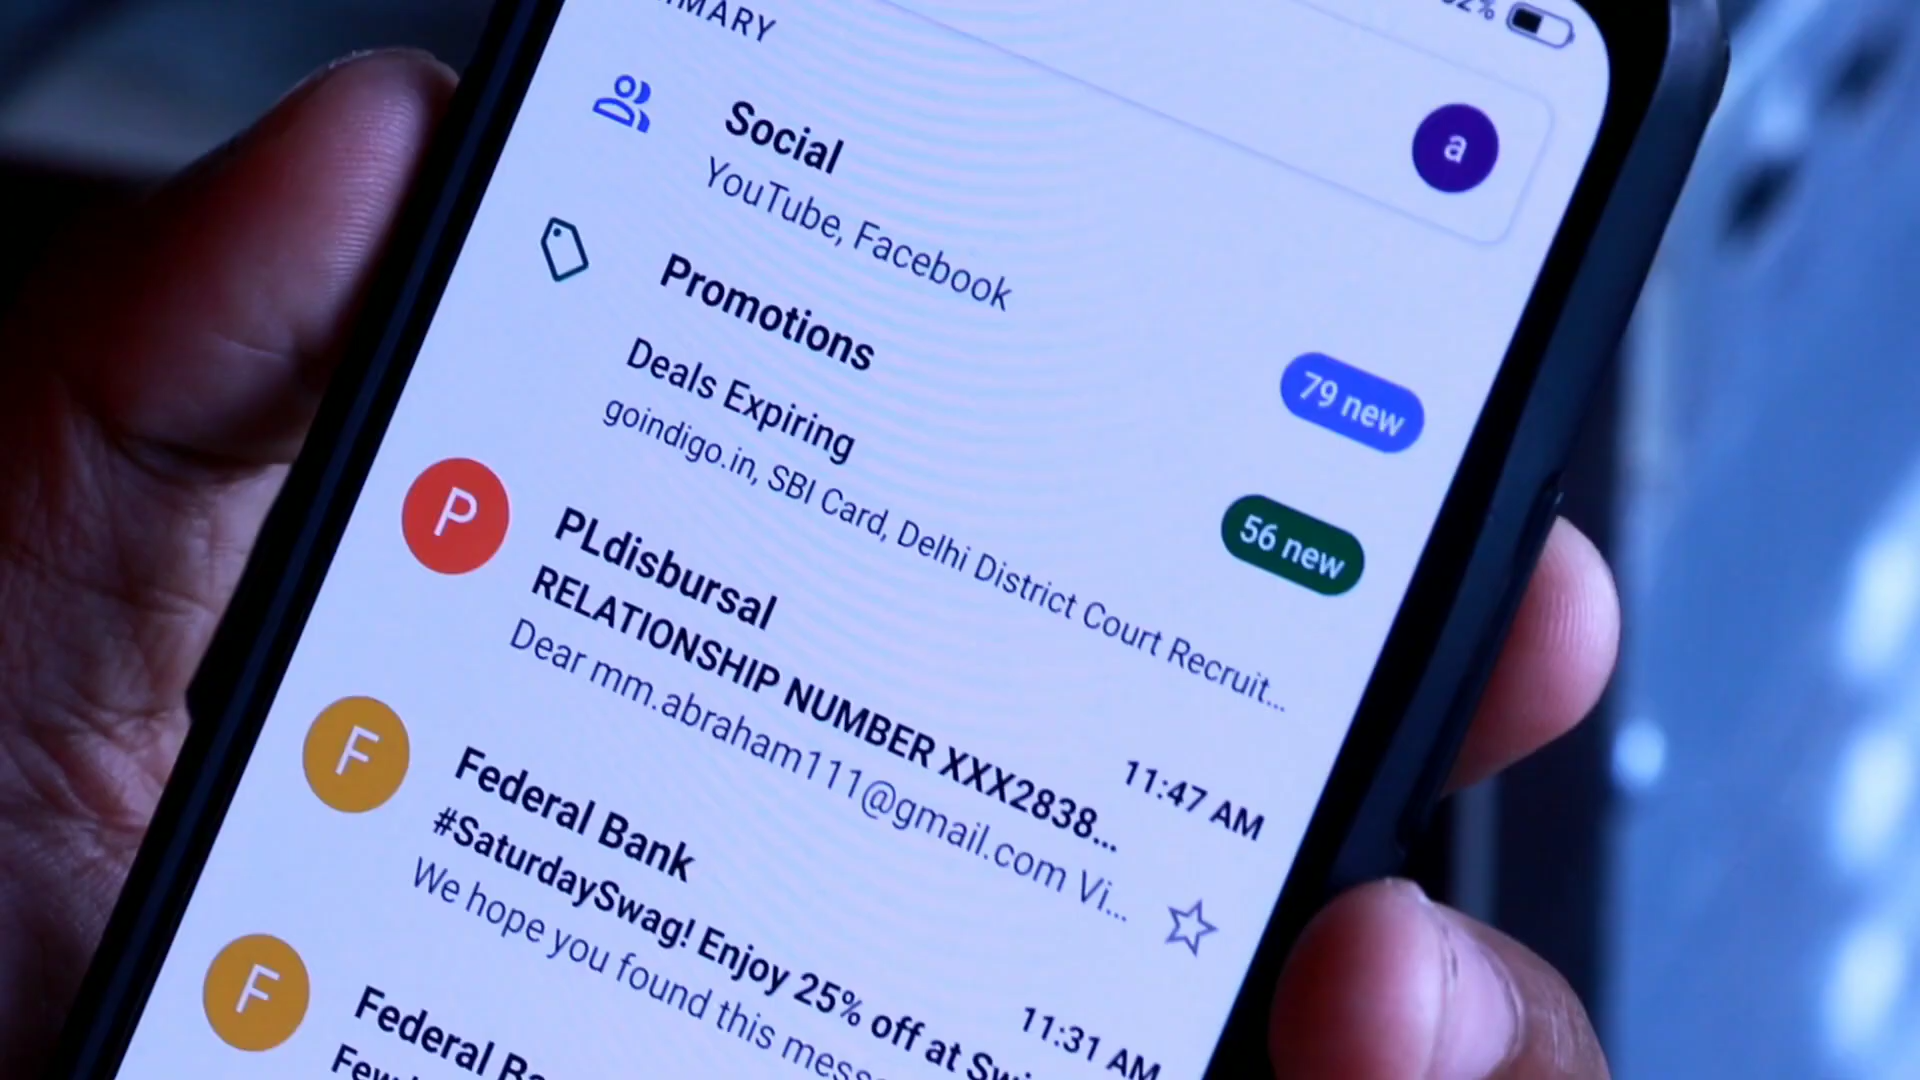 a
Social
YouTube, Facebook
79 new
Promotions
Deals Expiring
goindigo.in, SBI Card, Delhi District Court Recruit...
56 new
P
PLdisbursal
11:47 AM
RELATIONSHIP NUMBER XXX2838...
Dear mm.abraham111@gmail.com Vi...
F
Federal Bank
11:31 AM
#SaturdaySwag! Enjoy 25% off at
We hope you found this
F
Federal